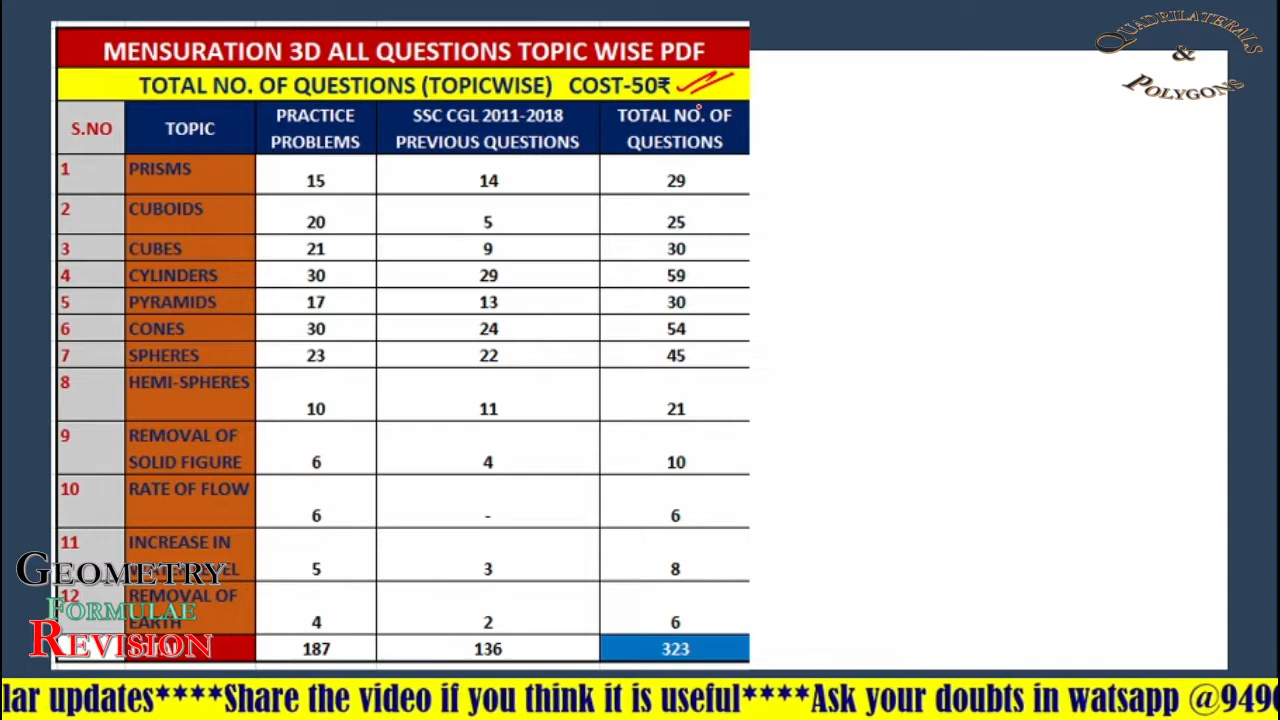 MENSURATION 3D ALL QUESTIONS TOPIC WISE PDF
TOTAL NO. OF QUESTIONS (TOPICWISE) COST-50₹
S.NO TOPIC PRACTICE PROBLEMS SSC CGL 2011-2018 PREVIOUS QUESTIONS TOTAL NO. OF QUESTIONS
1 PRISMS 15 14 29
2 CUBOIDS 20 5 25
3 CUBES 21 9 30
4 CYLINDERS 30 29 59
5 PYRAMIDS 17 13 30
6 CONES 30 24 54
7 SPHERES 23 22 45
8 HEMI-SPHERES 10 11 21
9 REMOVAL OF SOLID FIGURE 6 4 10
10 RATE OF FLOW 6 - 6
11 INCREASE IN 5 3 8
12 REMOVAL OF EARTH 4 2 6
187 136 323
QUADRILATERALS
&
POLYGONS
GEOMETRY
FORMULAE
REVISION
lar updates****Share the video if you think it is useful****Ask your doubts in watsapp @949